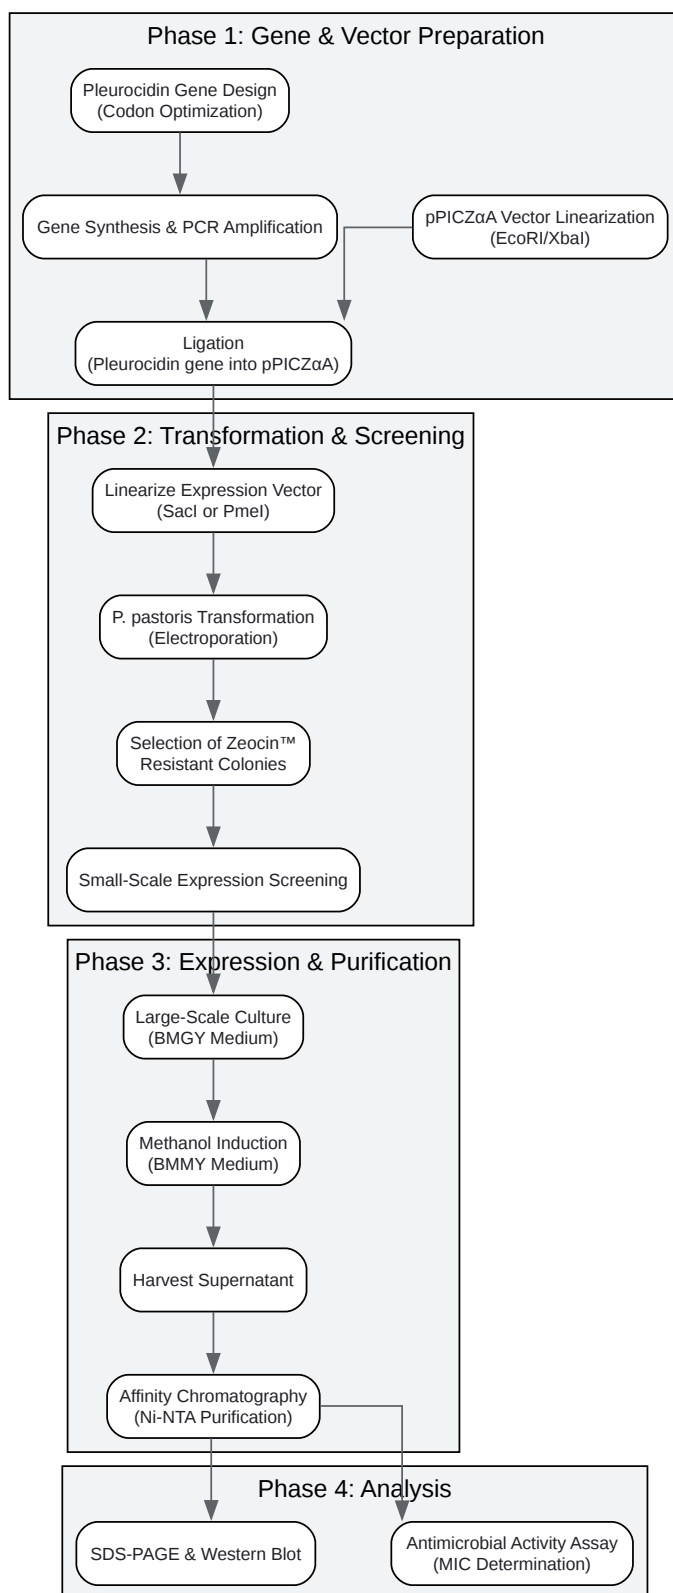 Phase 1: Gene & Vector Preparation
Pleurocidin Gene Design
(Codon Optimization)
Gene Synthesis & PCR Amplification
pPICZαA Vector Linearization
(EcoRI/XbaI)
Ligation
(Pleurocidin gene into pPICZαA)
Phase 2: Transformation & Screening
Linearize Expression Vector
(SacI or PmeI)
P. pastoris Transformation
(Electroporation)
Selection of Zeocin™
Resistant Colonies
Small-Scale Expression Screening
Phase 3: Expression & Purification
Large-Scale Culture
(BMGY Medium)
Methanol Induction
(BMMY Medium)
Harvest Supernatant
Affinity Chromatography
(Ni-NTA Purification)
Phase 4: Analysis
SDS-PAGE & Western Blot
Antimicrobial Activity Assay
(MIC Determination)